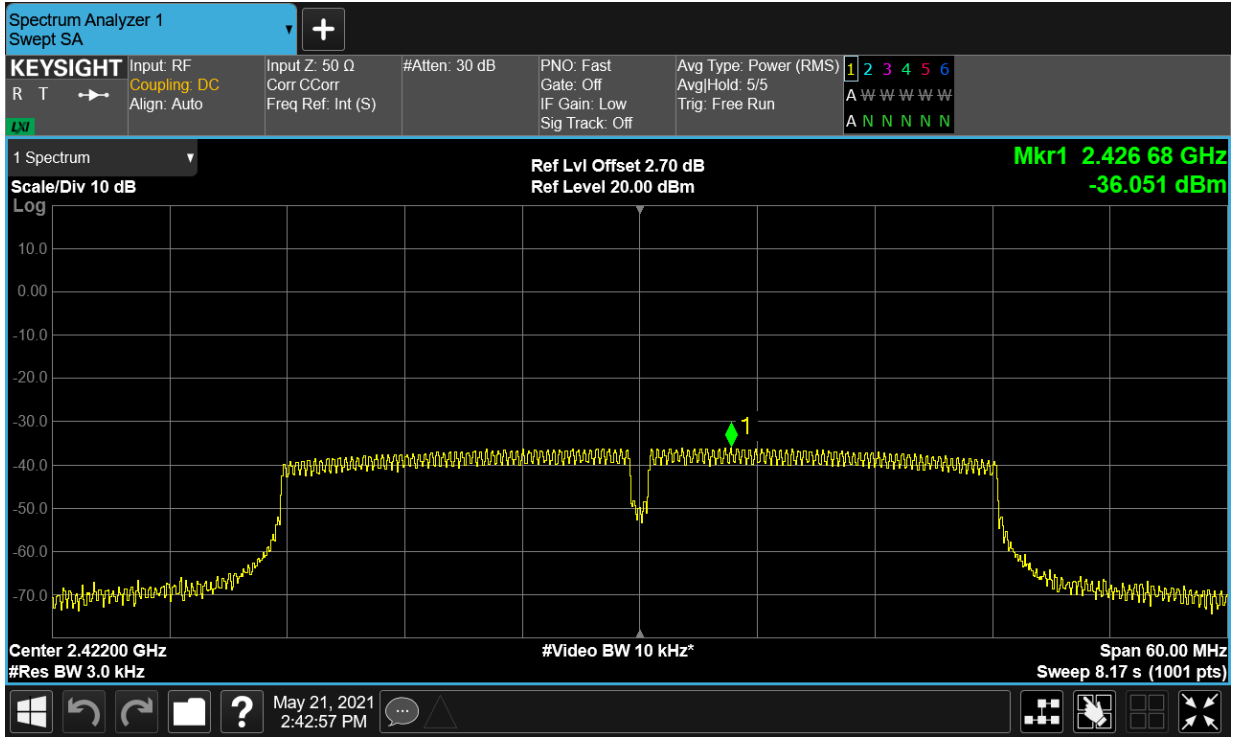 Spectrum Analyzer 1
Swept SA
KEYSIGHT
R T
LXI
Input: RF
Coupling: DC
Align: Auto
Input Z: 50 Ω
Corr CCorr
Freq Ref: Int (S)
#Atten: 30 dB
PNO: Fast
Gate: Off
IF Gain: Low
Sig Track: Off
Avg Type: Power (RMS)
Avg|Hold: 5/5
Trig: Free Run
1 2 3 4 5 6
A W W W W W
A N N N N N
1 Spectrum
Scale/Div 10 dB
Ref Lvl Offset 2.70 dB
Ref Level 20.00 dBm
Mkr1 2.426 68 GHz
-36.051 dBm
Log
10.0
0.00
-10.0
-20.0
-30.0
1
-40.0
-50.0
-60.0
-70.0
Center 2.42200 GHz
#Video BW 10 kHz*
Span 60.00 MHz
#Res BW 3.0 kHz
Sweep 8.17 s (1001 pts)
?
May 21, 2021
2:42:57 PM